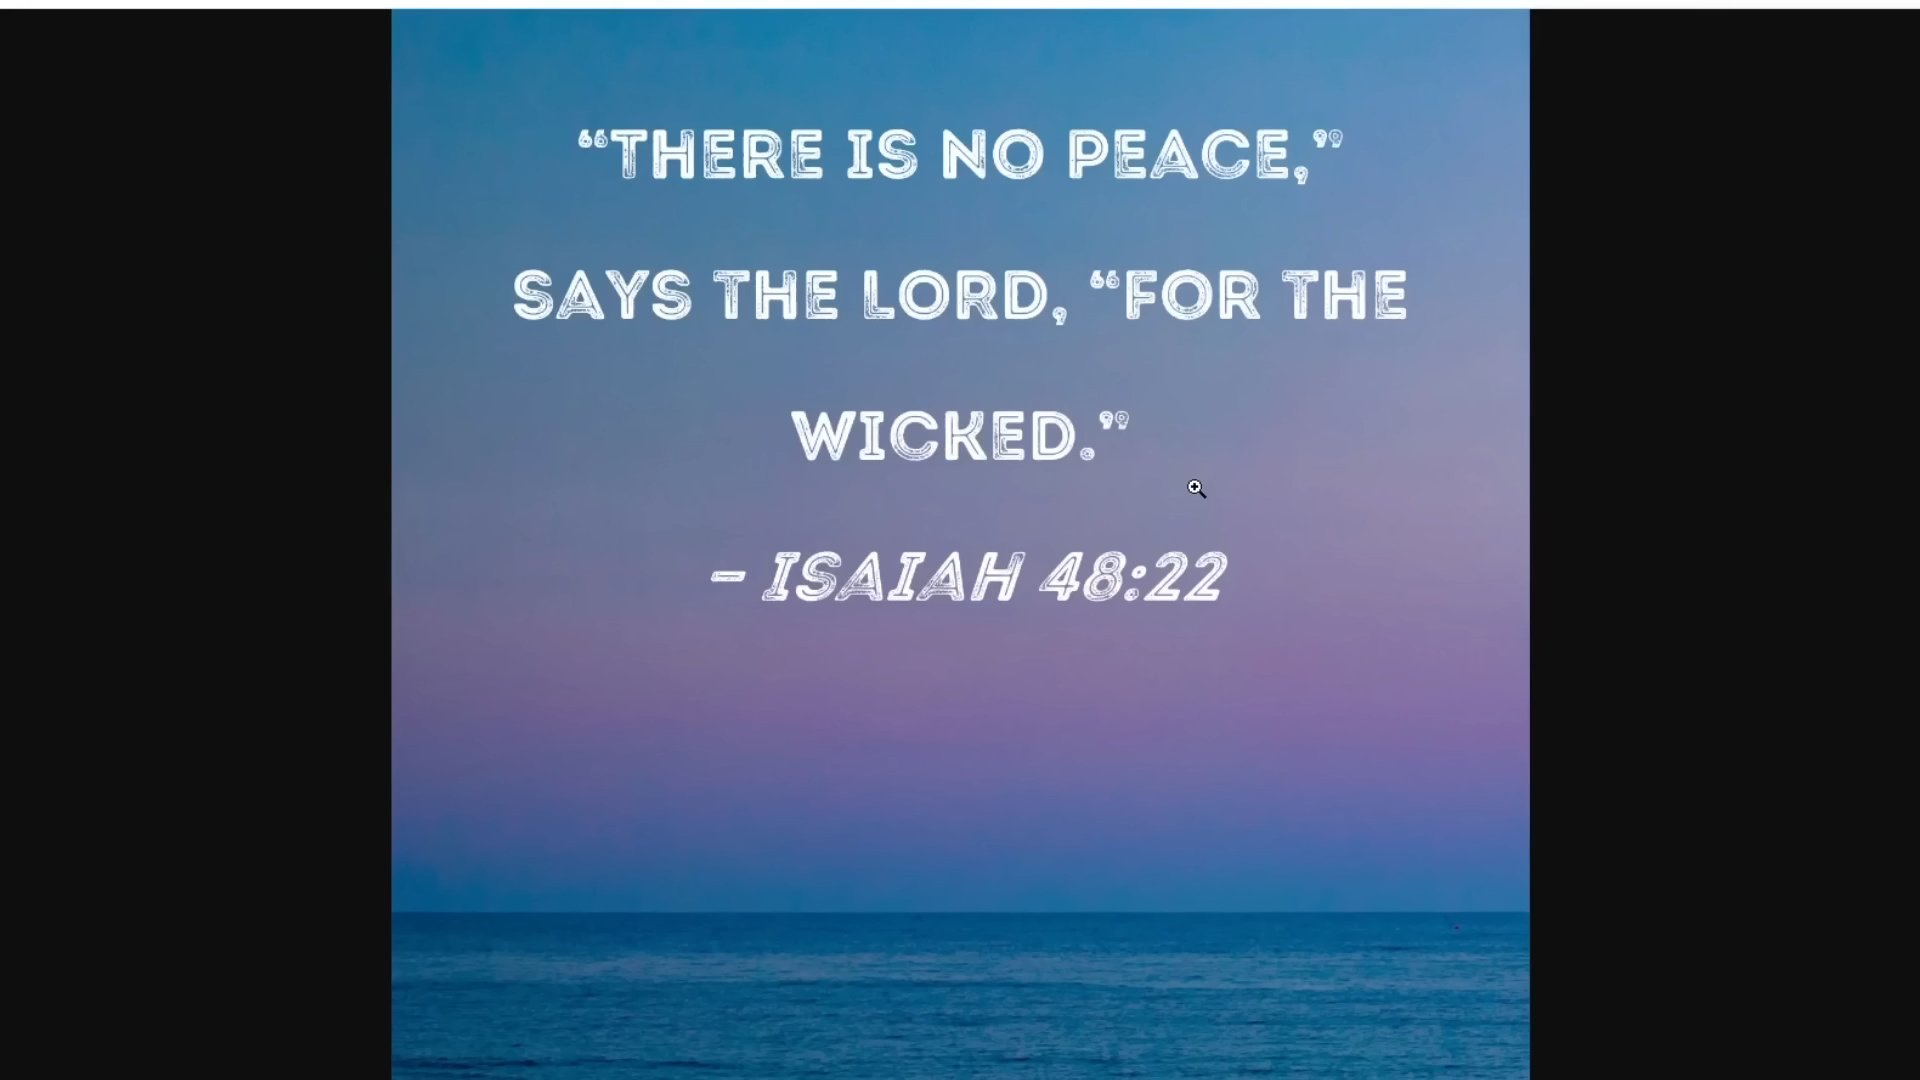 “THERE IS NO PEACE,”
SAYS THE LORD, “FOR THE
WICKED.”
– ISAIAH 48:22